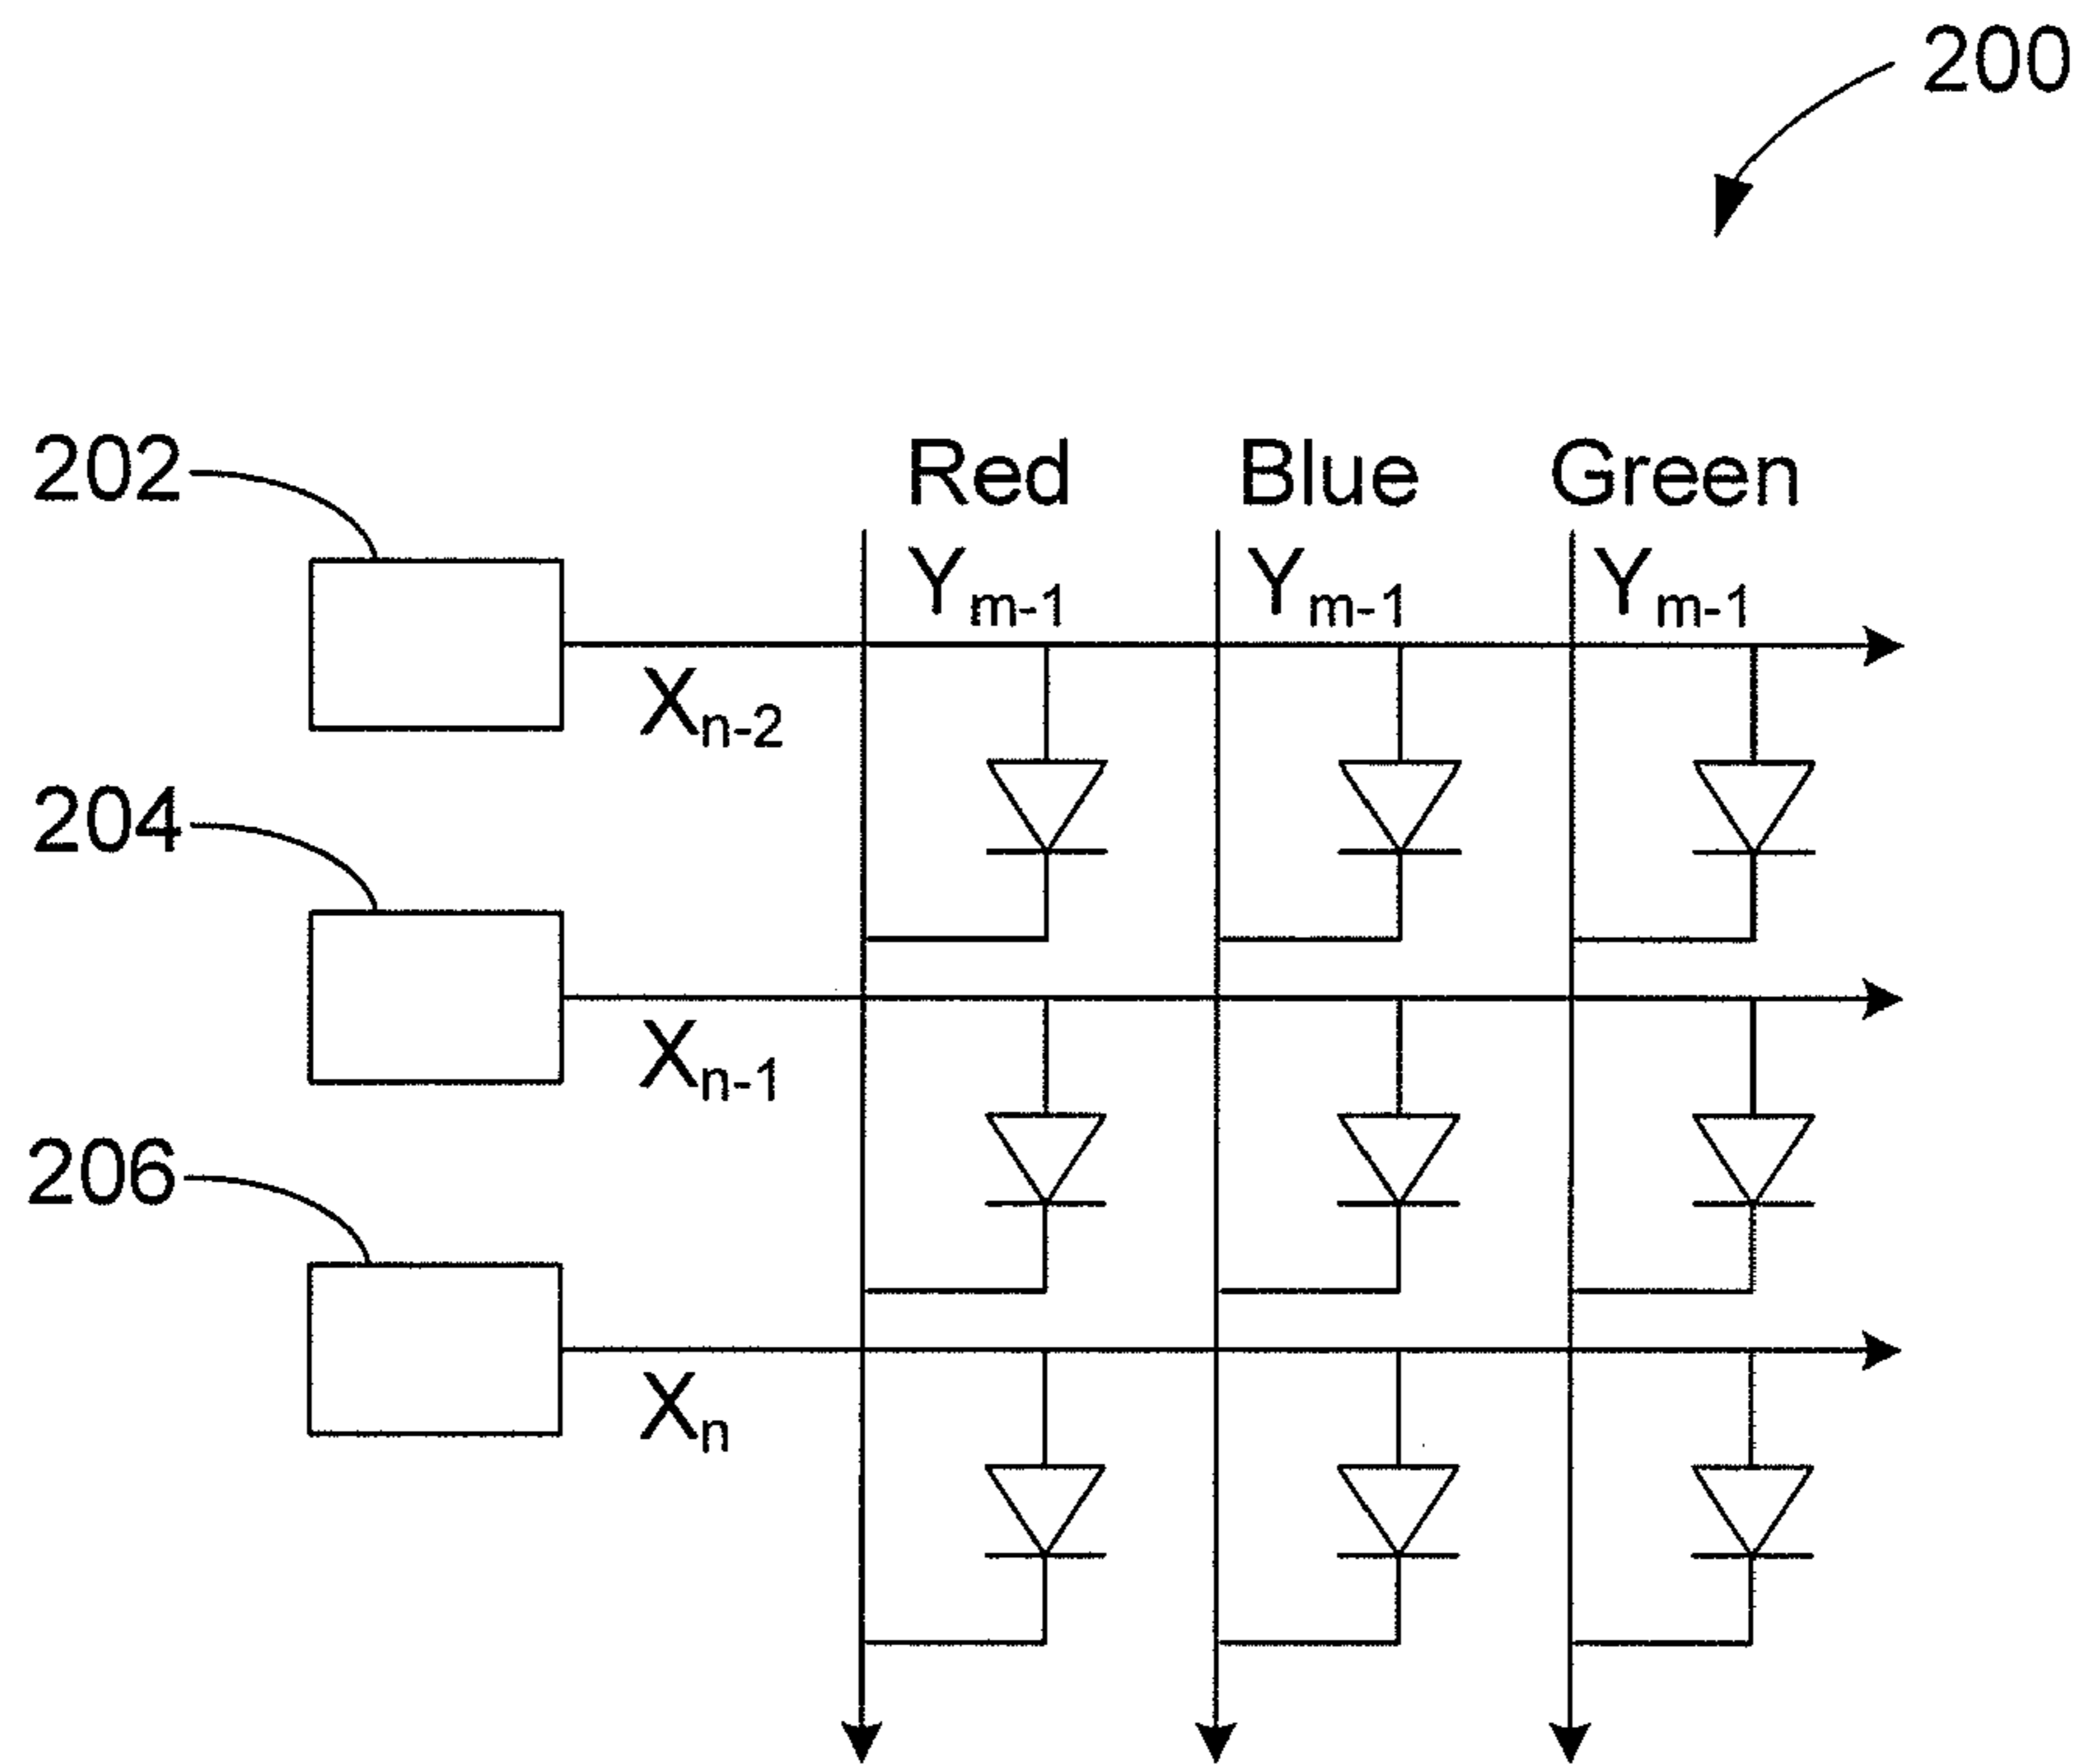 200
202
Red Blue Green
Yₘ₋₁ Yₘ₋₁ Yₘ₋₁
Xₙ₋₂
204
Xₙ₋₁
206
Xₙ